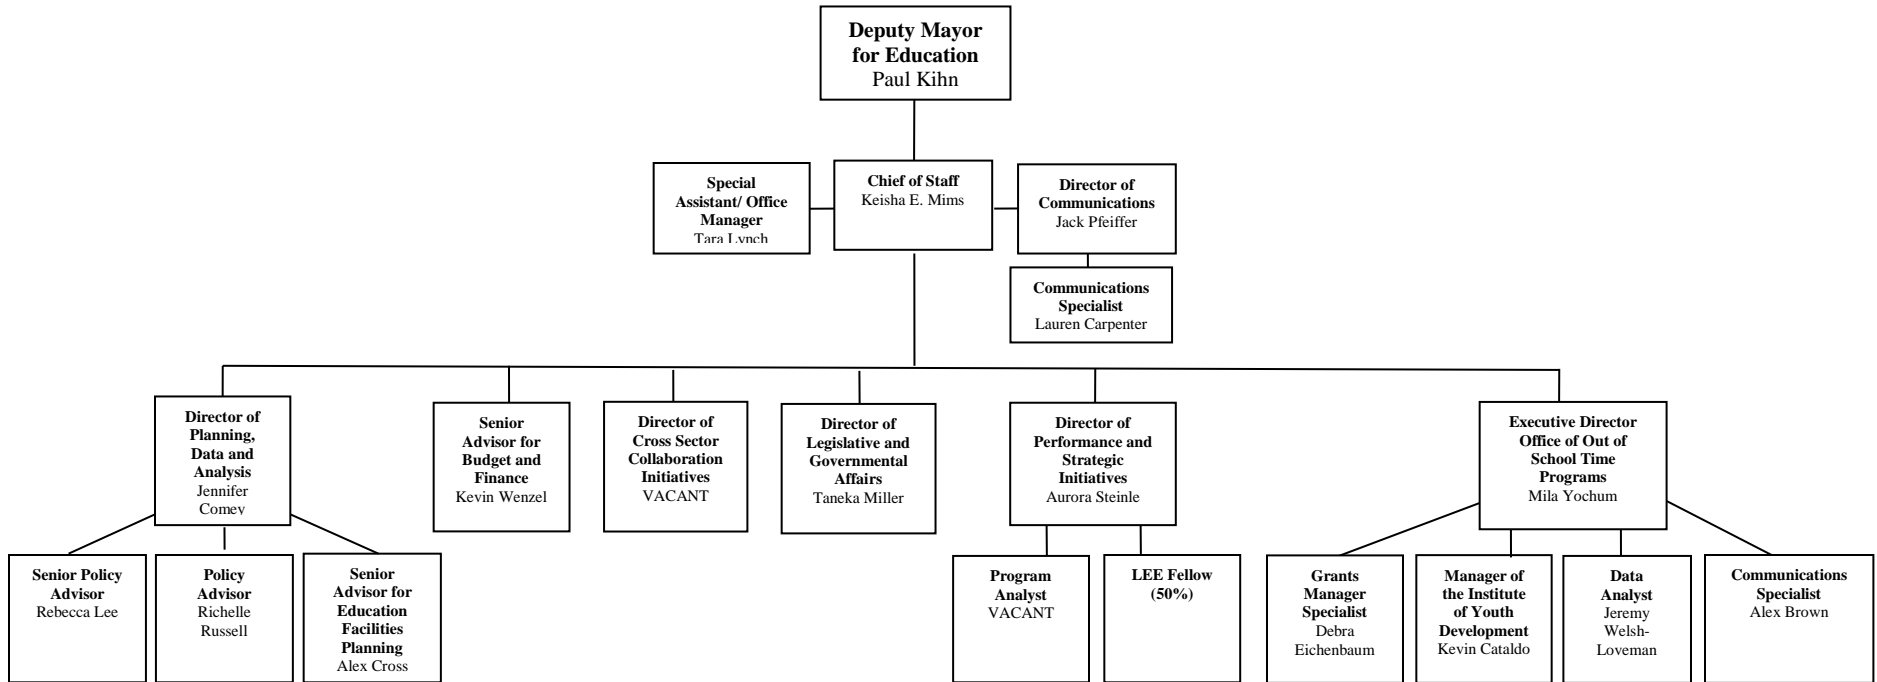 Deputy Mayor
for Education
Paul Kihn
Special
Assistant/ Office
Manager
Tara Lynch
Chief of Staff
Keisha E. Mims
Director of
Communications
Jack Pfeiffer
Communications
Specialist
Lauren Carpenter
Director of
Planning,
Data and
Analysis
Jennifer
Comey
Senior
Advisor for
Budget and
Finance
Kevin Wenzel
Director of
Cross Sector
Collaboration
Initiatives
VACANT
Director of
Legislative and
Governmental
Affairs
Taneka Miller
Director of
Performance and
Strategic
Initiatives
Aurora Steinle
Executive Director
Office of Out of
School Time
Programs
Mila Yochum
Senior Policy
Advisor
Rebecca Lee
Policy
Advisor
Richelle
Russell
Senior
Advisor for
Education
Facilities
Planning
Alex Cross
Program
Analyst
VACANT
LEE Fellow
(50%)
Grants
Manager
Specialist
Debra
Eichenbaum
Manager of
the Institute
of Youth
Development
Kevin Cataldo
Data
Analyst
Jeremy
Welsh-
Loveman
Communications
Specialist
Alex Brown